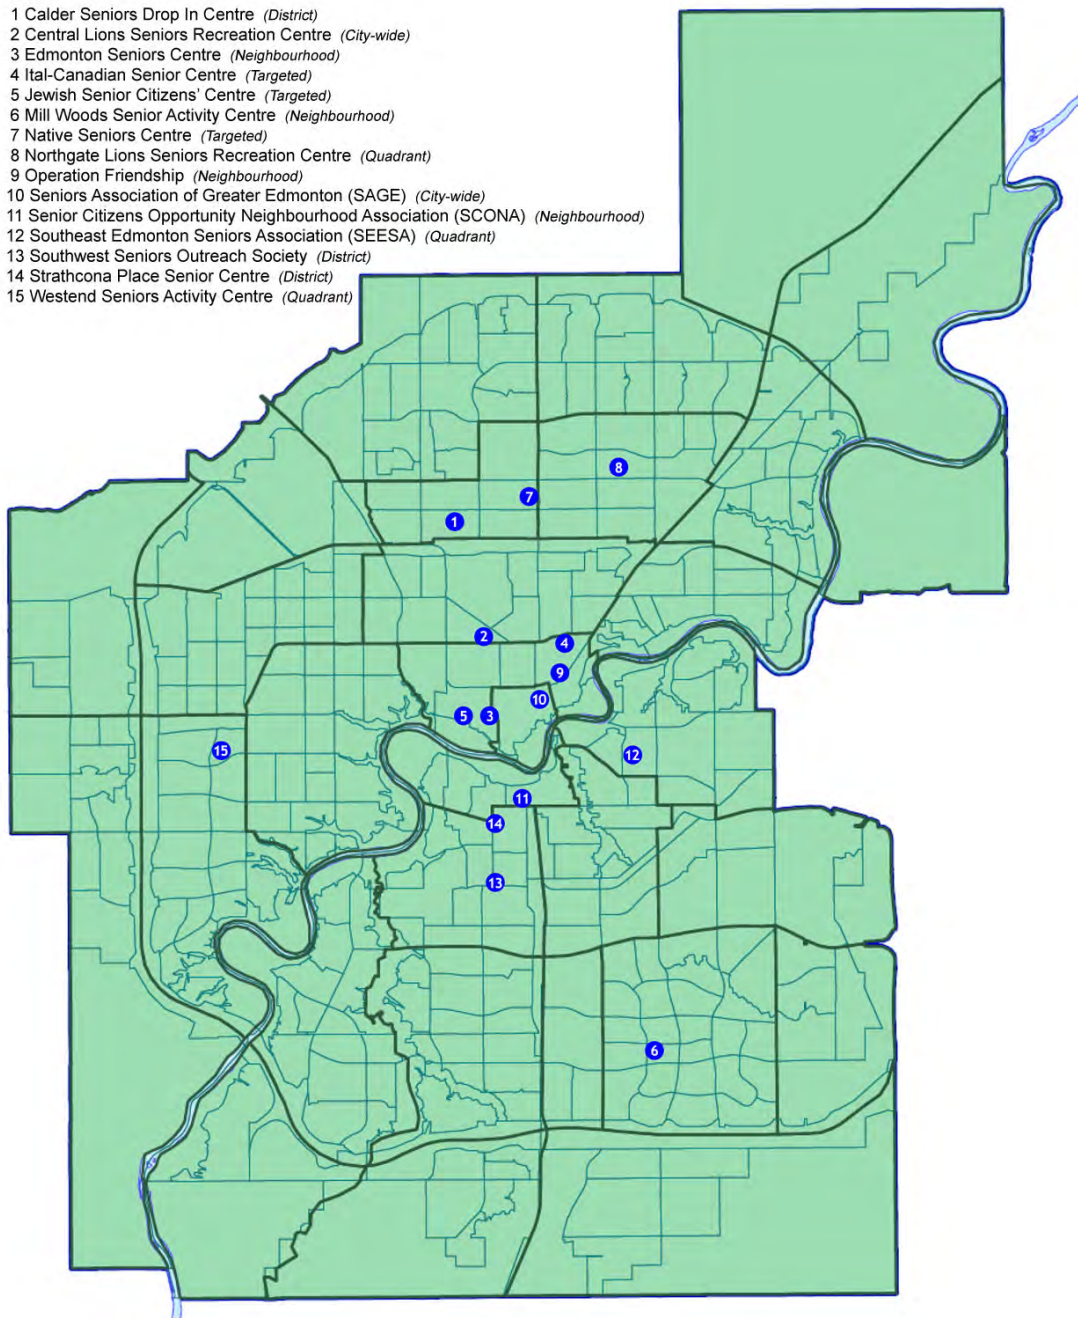 1 Calder Seniors Drop In Centre (District)
2 Central Lions Seniors Recreation Centre (City-wide)
3 Edmonton Seniors Centre (Neighbourhood)
4 Ital-Canadian Senior Centre (Targeted)
5 Jewish Senior Citizens' Centre (Targeted)
6 Mill Woods Senior Activity Centre (Neighbourhood)
7 Native Seniors Centre (Targeted)
8 Northgate Lions Seniors Recreation Centre (Quadrant)
9 Operation Friendship (Neighbourhood)
10 Seniors Association of Greater Edmonton (SAGE) (City-wide)
11 Senior Citizens Opportunity Neighbourhood Association (SCONA) (Neighbourhood)
12 Southeast Edmonton Seniors Association (SEESA) (Quadrant)
13 Southwest Seniors Outreach Society (District)
14 Strathcona Place Senior Centre (District)
15 Westend Seniors Activity Centre (Quadrant)
8
7
1
2
4
9
10
5 3
15
12
11
14
13
6